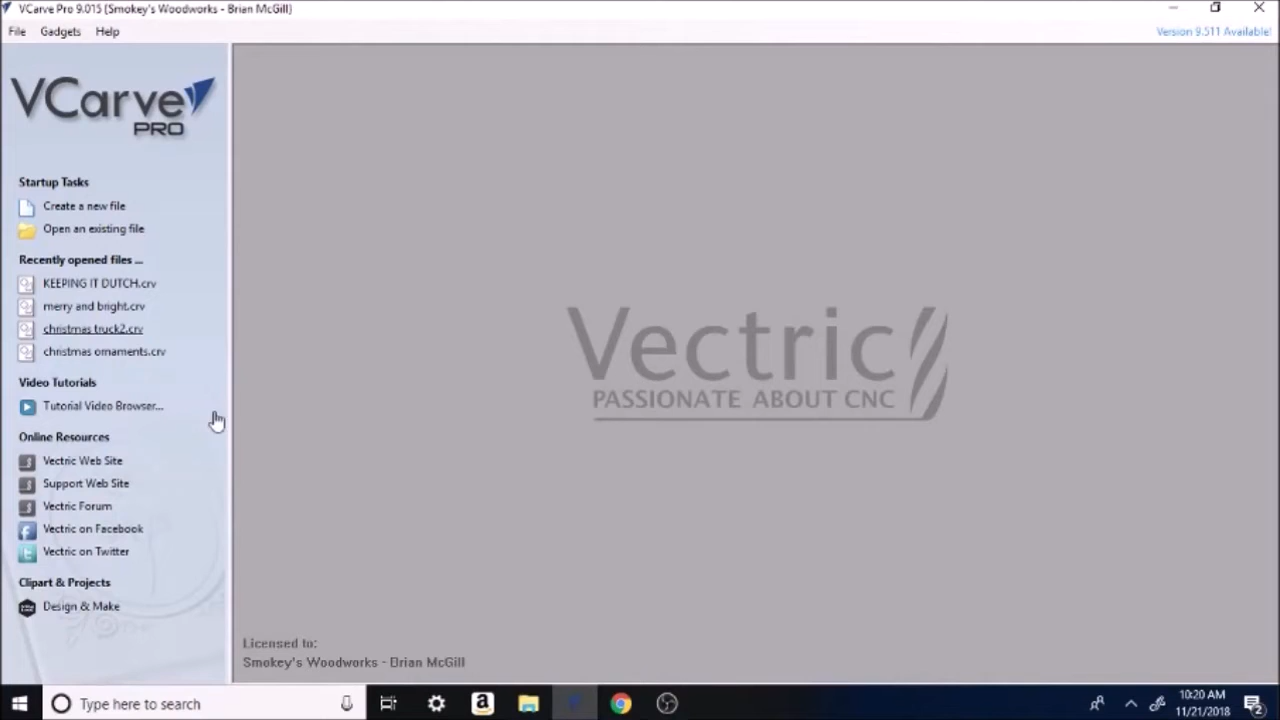 VCarve Pro 9.015 {Smokey's Woodworks - Brian McGill}
File Gadgets Help
Version 9.511 Available!
VCarve
PRO
Startup Tasks
Create a new file
Open an existing file
Recently opened files ...
KEEPING IT DUTCH.crv
merry and bright.crv
christmas truck2.crv
christmas ornaments.crv
Video Tutorials
Tutorial Video Browser...
Online Resources
Vectric Web Site
Support Web Site
Vectric Forum
Vectric on Facebook
Vectric on Twitter
Clipart & Projects
Design & Make
Vectric
PASSIONATE ABOUT CNC
Licensed to:
Smokey's Woodworks - Brian McGill
Type here to search
10:20 AM
11/21/2018
2